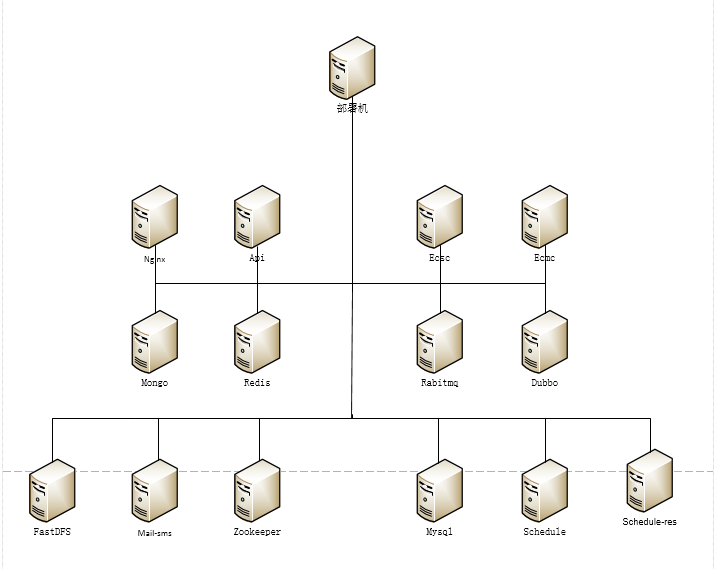 部署机
Nginx
Api
Ecsc
Ecmc
Mongo
Redis
Rabitmq
Dubbo
FastDFS
Mail-sms
Zookeeper
Mysql
Schedule
Schedule-res